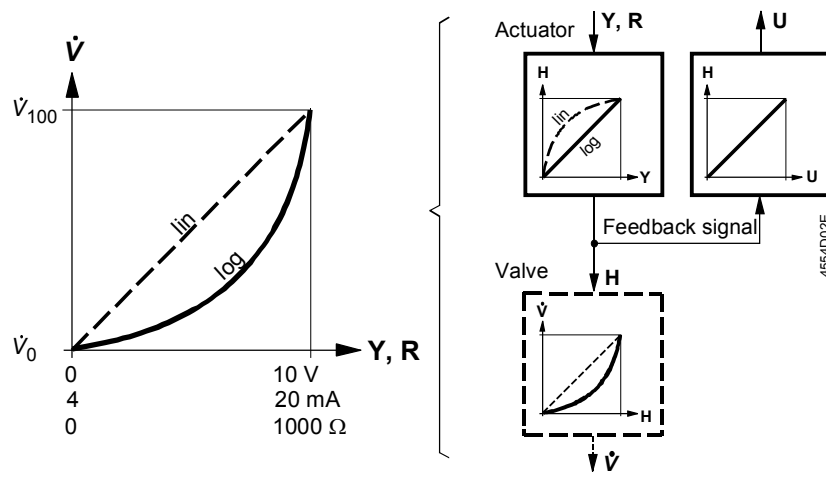 V̇
V̇100
lin
log
V̇0
Y, R
0 10 V
4 20 mA
0 1000 Ω
Actuator
Y, R
U
H
lin
log
Y
H
U
Feedback signal
4554D02E
Valve
H
V̇
H
V̇